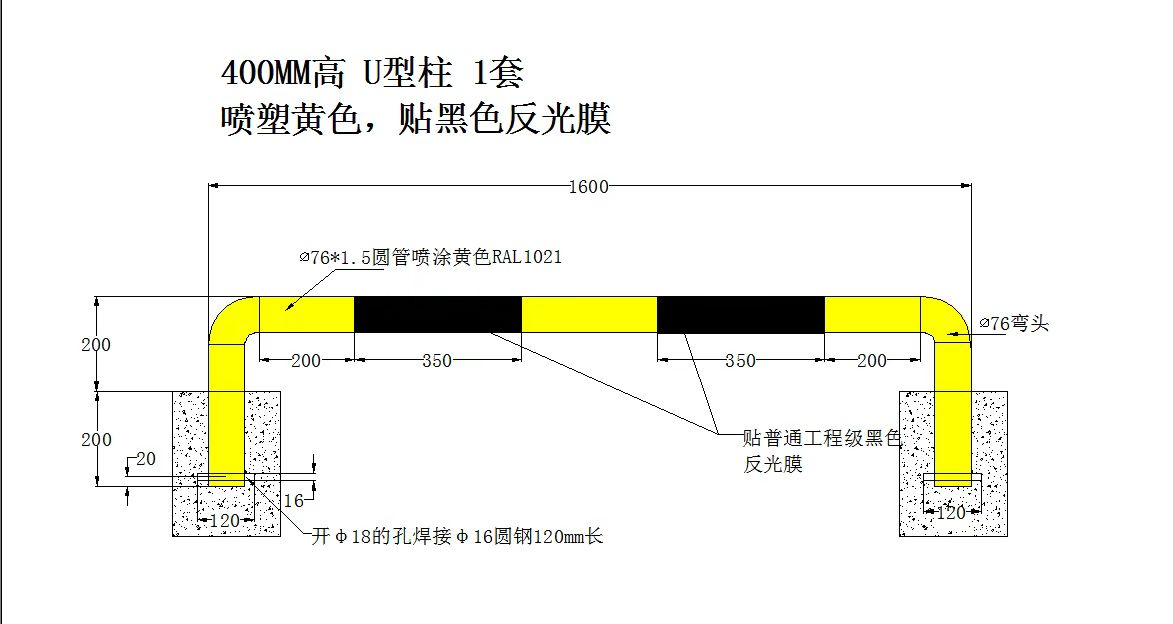 400MM高 U型柱 1套
喷塑黄色，贴黑色反光膜
1600
⌀76*1.5圆管喷涂黄色RAL1021
⌀76弯头
200
200
350
350
200
200
贴普通工程级黑色
反光膜
20
16
120
120
开φ18的孔焊接φ16圆钢120mm长